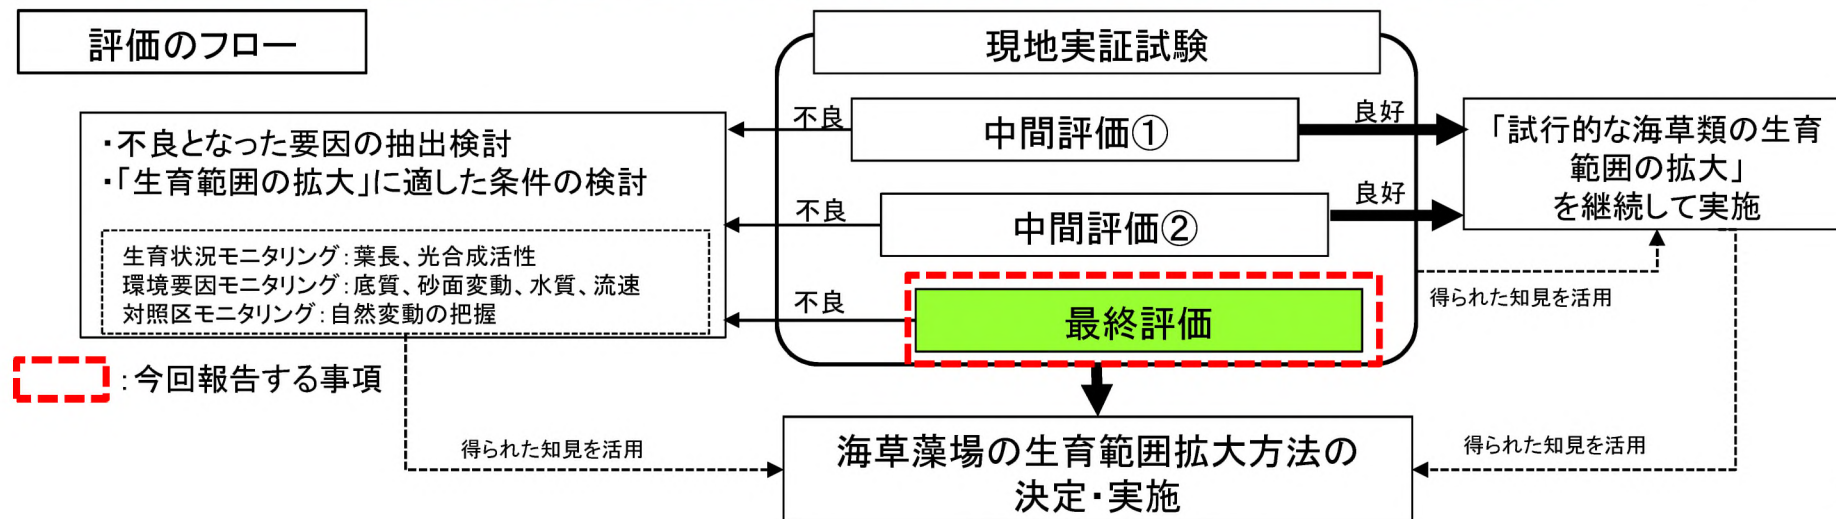 評価のフロー
現地実証試験
不良
中間評価①
良好
・不良となった要因の抽出検討
・「生育範囲の拡大」に適した条件の検討
「試行的な海草類の生育
範囲の拡大」
を継続して実施
不良
中間評価②
良好
生育状況モニタリング:葉長、光合成活性
環境要因モニタリング:底質、砂面変動、水質、流速
対照区モニタリング:自然変動の把握
不良
最終評価
得られた知見を活用
:今回報告する事項
得られた知見を活用
海草藻場の生育範囲拡大方法の
決定・実施
得られた知見を活用